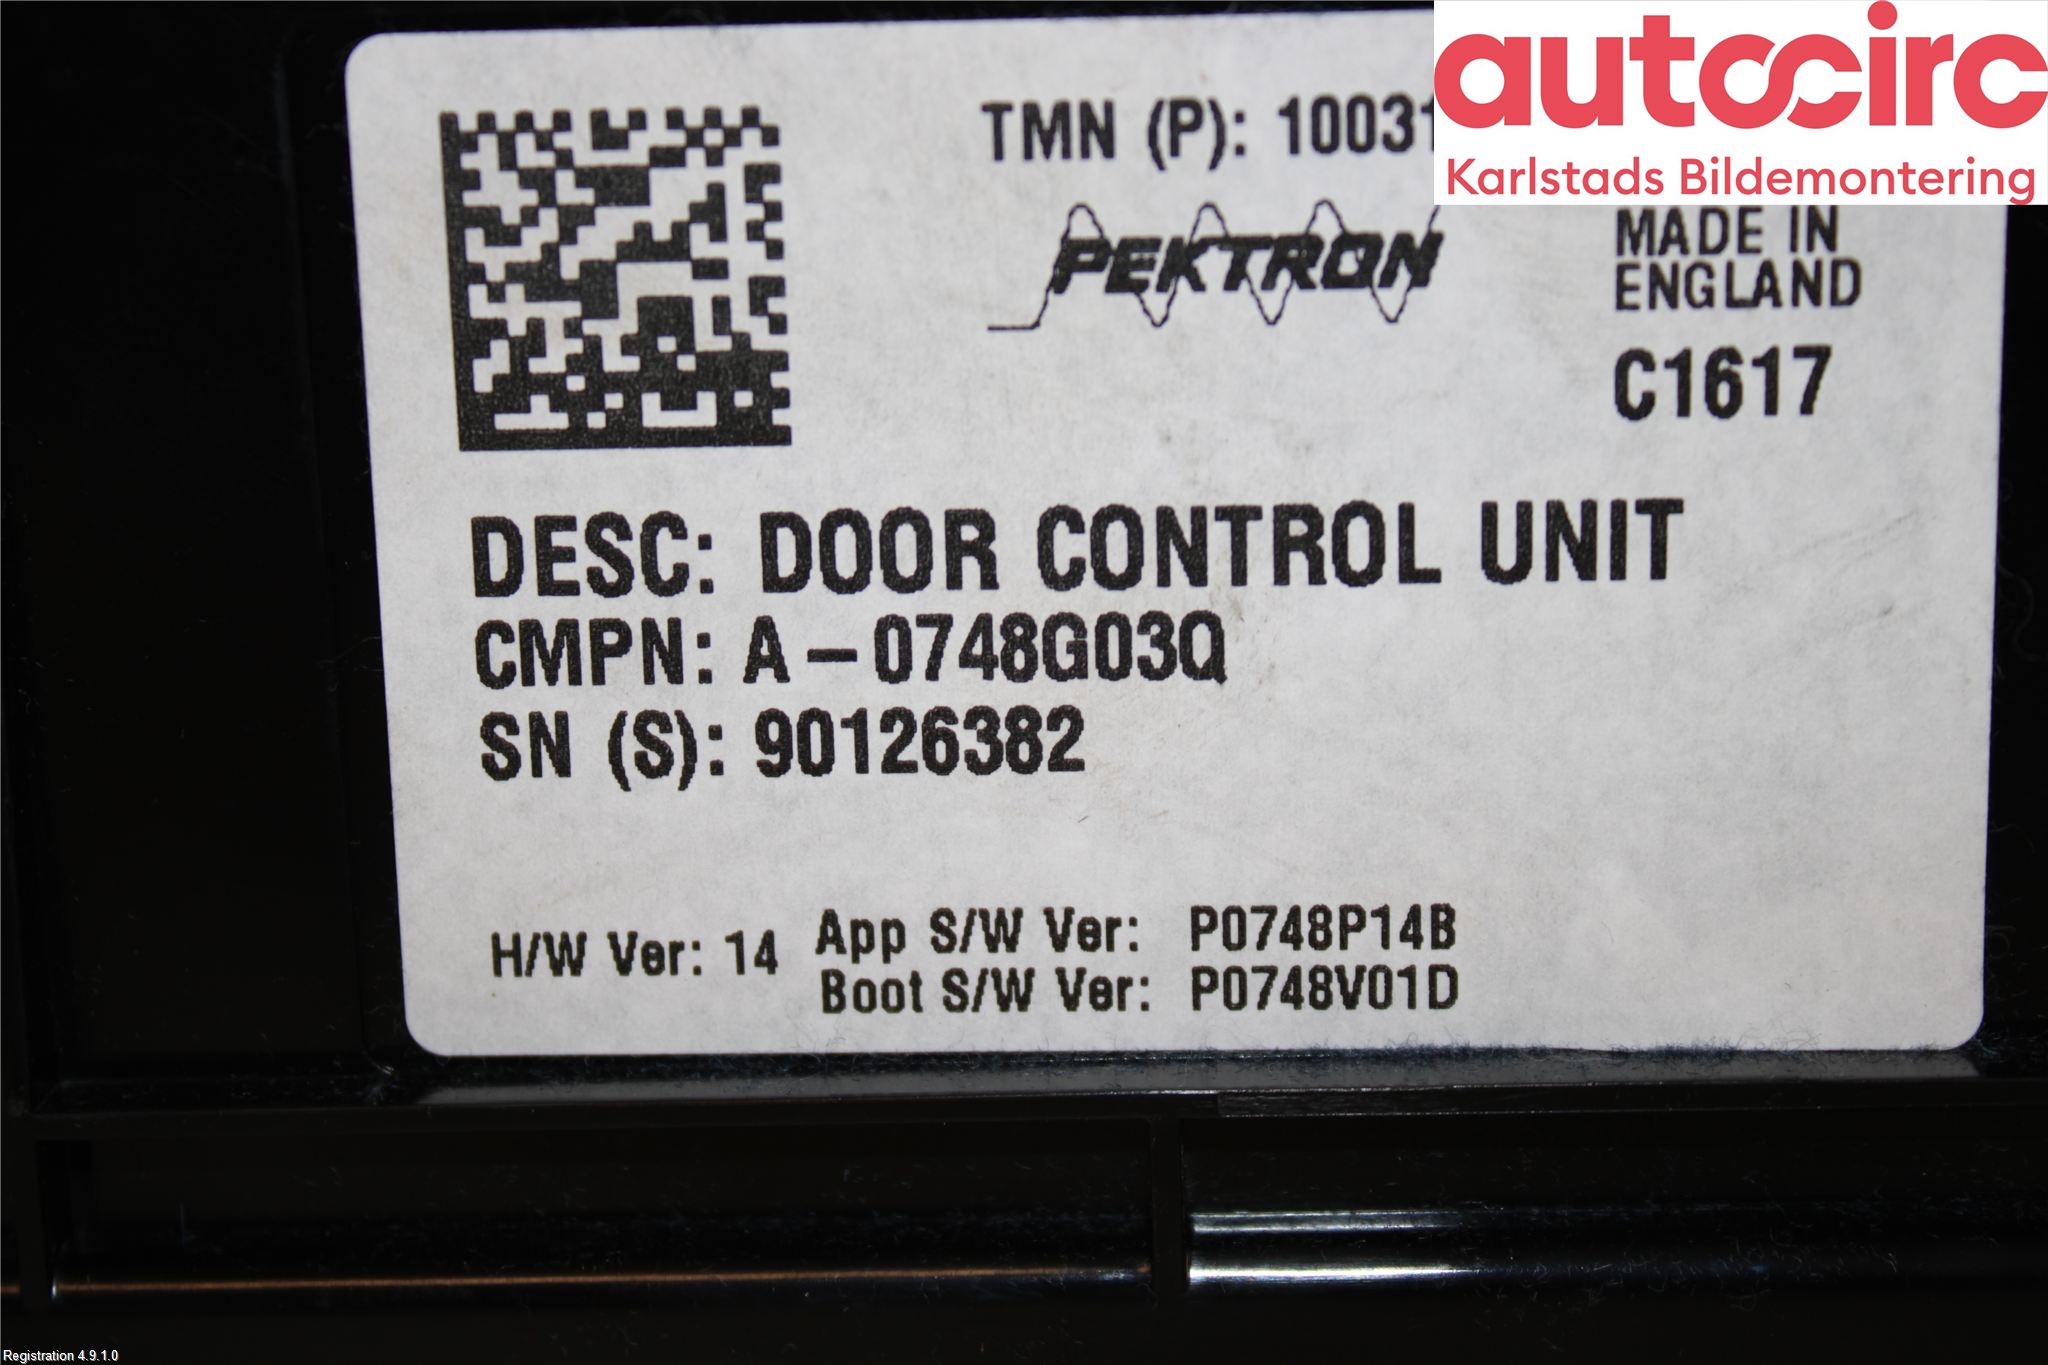 autocirc
Karlstads Bildemontering
TMN (P): 10031
PEKTRON
MADE IN
ENGLAND
C1617
DESC: DOOR CONTROL UNIT
CMPN: A-0748G03Q
SN (S): 90126382
H/W Ver: 14
App S/W Ver: P0748P14B
Boot S/W Ver: P0748V01D
Registration 4.9.1.0